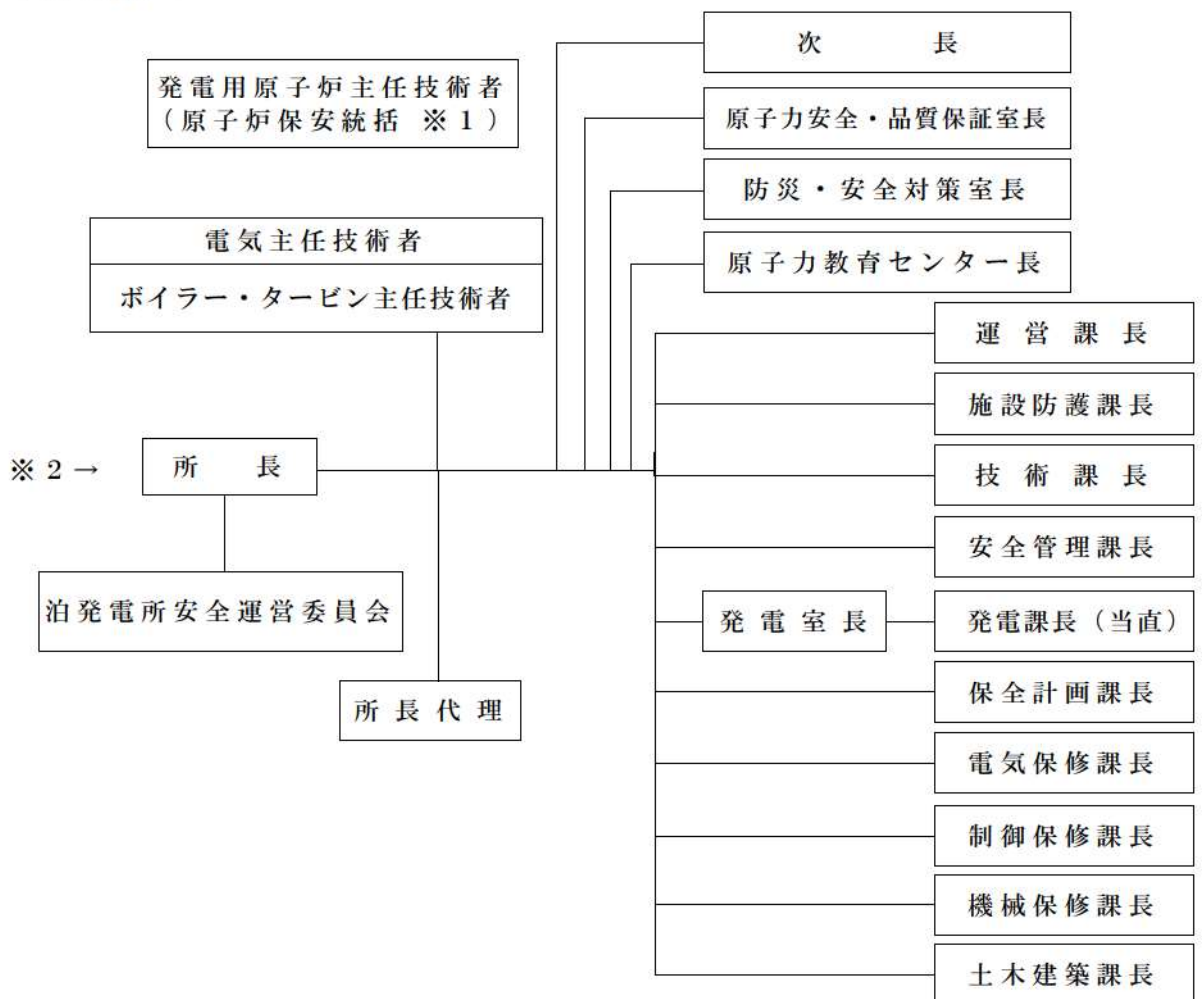 次 長
発電用原子炉主任技術者
（原子炉保安統括 ※1）
原子力安全・品質保証室長
防災・安全対策室長
電気主任技術者
原子力教育センター長
ボイラー・タービン主任技術者
運営課長
施設防護課長
※2→
所 長
技術課長
安全管理課長
泊発電所安全運営委員会
発電室長
発電課長（当直）
所長代理
保全計画課長
電気保修課長
制御保修課長
機械保修課長
土木建築課長